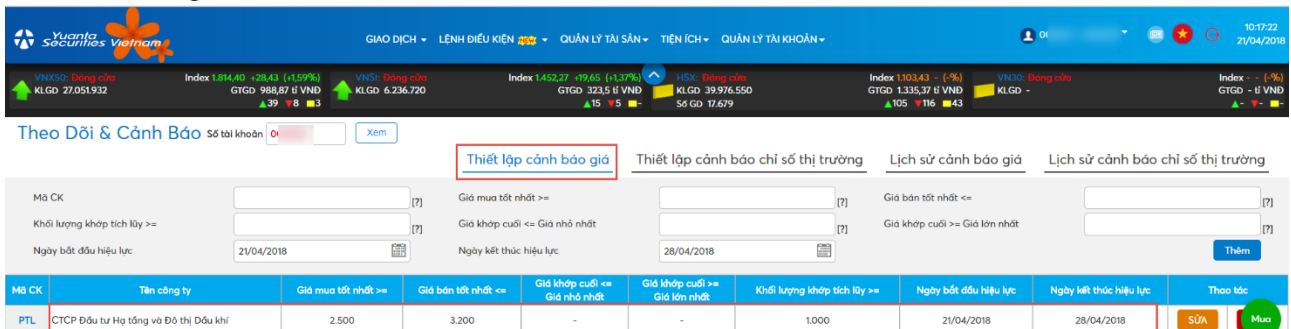 Yuanta
Securities Vietnam
GIAO DỊCH LỆNH ĐIỀU KIỆN QUẢN LÝ TÀI SẢN TIỆN ÍCH QUẢN LÝ TÀI KHOẢN
10:17:22
21/04/2018
VNX50: Đóng cửa Index 1.814,40 +28,43 (+1,59%)
KLGD 27.051.932 GTGD 988,87 tỉ VNĐ
▲39 ▼8 ■3
VNSI: Đóng cửa Index 1.452,27 +19,65 (+1,37%)
KLGD 6.236.720 GTGD 323,5 tỉ VNĐ
▲15 ▼5 ■-
HSX: Đóng cửa Index 1.103,43 - (-%)
KLGD 39.976.550 GTGD 1.335,37 tỉ VNĐ
Số GD 17.679 ▲105 ▼116 ■43
VN30: Đóng cửa Index - - (-%)
KLGD - GTGD - tỉ VNĐ
▲- ▼- ■-
Theo Dõi & Cảnh Báo Số tài khoản Xem
Thiết lập cảnh báo giá Thiết lập cảnh báo chỉ số thị trường Lịch sử cảnh báo giá Lịch sử cảnh báo chỉ số thị trường
Mã CK [?] Giá mua tốt nhất >= [?] Giá bán tốt nhất <= [?]
Khối lượng khớp tích lũy >= [?] Giá khớp cuối <= Giá nhỏ nhất [?] Giá khớp cuối >= Giá lớn nhất [?]
Ngày bắt đầu hiệu lực 21/04/2018 Ngày kết thúc hiệu lực 28/04/2018 Thêm
Mã CK Tên công ty Giá mua tốt nhất >= Giá bán tốt nhất <= Giá khớp cuối <= Giá nhỏ nhất Giá khớp cuối >= Giá lớn nhất Khối lượng khớp tích lũy >= Ngày bắt đầu hiệu lực Ngày kết thúc hiệu lực Thao tác
PTL CTCP Đầu tư Hạ tầng và Đô thị Dầu khí 2.500 3.200 - - 1.000 21/04/2018 28/04/2018 SỬA Mua